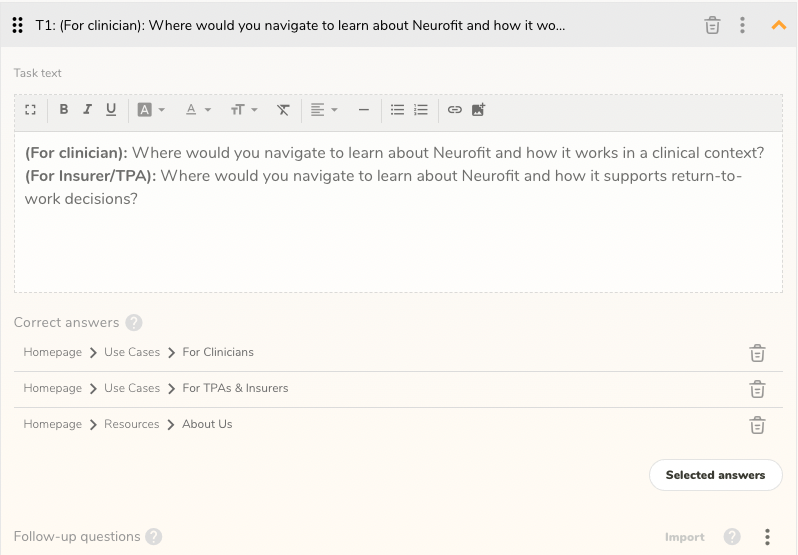 T1: (For clinician): Where would you navigate to learn about Neurofit and how it wo...
Task text
B I U A A TT
(For clinician): Where would you navigate to learn about Neurofit and how it works in a clinical context?
(For Insurer/TPA): Where would you navigate to learn about Neurofit and how it supports return-to-
work decisions?
Correct answers ?
Homepage > Use Cases > For Clinicians
Homepage > Use Cases > For TPAs & Insurers
Homepage > Resources > About Us
Selected answers
Follow-up questions ? Import ?